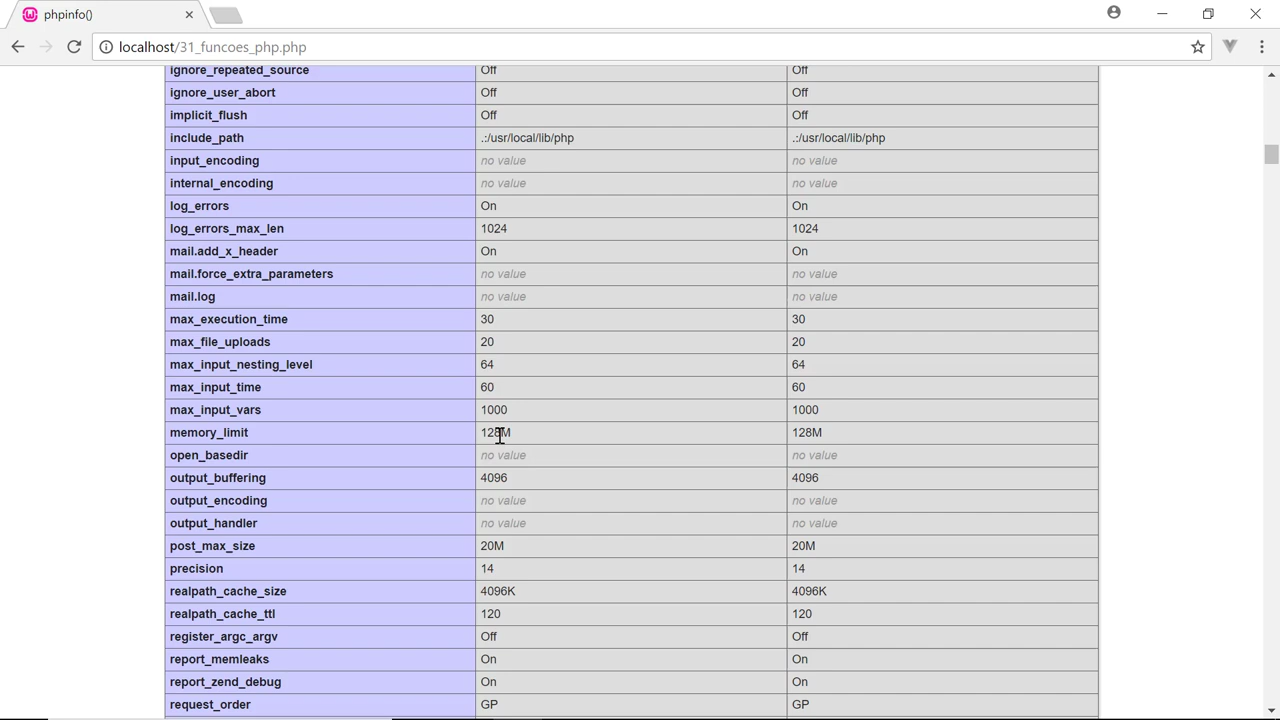 phpinfo()
localhost/31_funcoes_php.php
ignore_repeated_source Off Off
ignore_user_abort Off Off
implicit_flush Off Off
include_path .:/usr/local/lib/php .:/usr/local/lib/php
input_encoding no value no value
internal_encoding no value no value
log_errors On On
log_errors_max_len 1024 1024
mail.add_x_header On On
mail.force_extra_parameters no value no value
mail.log no value no value
max_execution_time 30 30
max_file_uploads 20 20
max_input_nesting_level 64 64
max_input_time 60 60
max_input_vars 1000 1000
memory_limit 128M 128M
open_basedir no value no value
output_buffering 4096 4096
output_encoding no value no value
output_handler no value no value
post_max_size 20M 20M
precision 14 14
realpath_cache_size 4096K 4096K
realpath_cache_ttl 120 120
register_argc_argv Off Off
report_memleaks On On
report_zend_debug On On
request_order GP GP